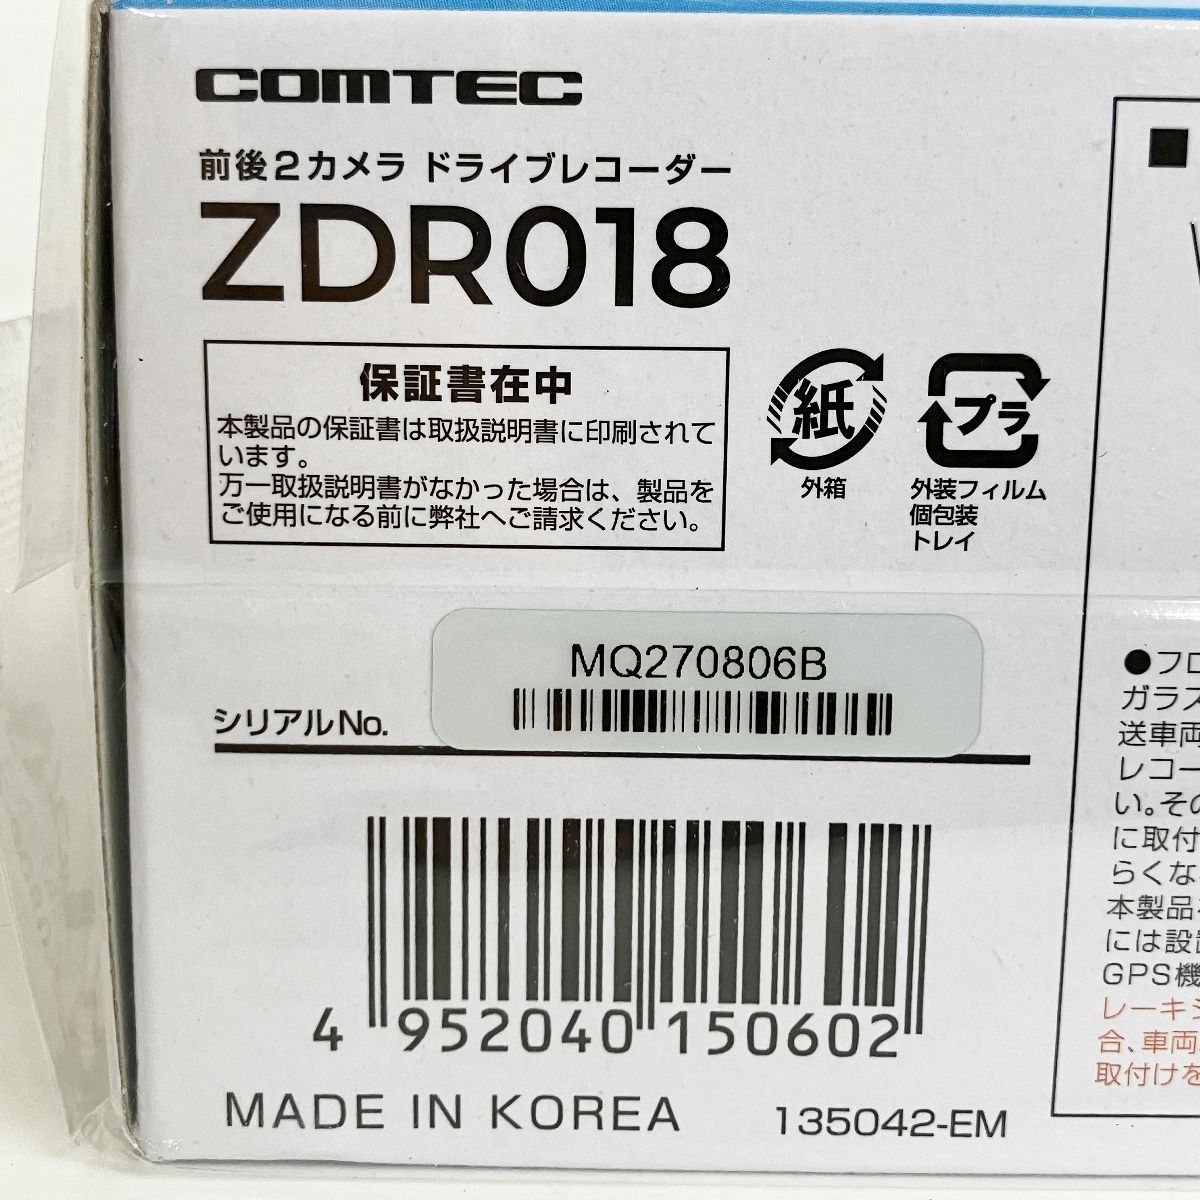 COMTEC
前後2カメラ ドライブレコーダー
ZDR018
保証書在中
本製品の保証書は取扱説明書に印刷されて
います。
万一取扱説明書がなかった場合は、製品を
ご使用になる前に弊社へご請求ください。
紙
外箱
プラ
外装フィルム
個包装
トレイ
MQ270806B
シリアルNo.
4 952040 150602
MADE IN KOREA
135042-EM
■
●フロ
ガラス
送車両
レコー
い。その
に取付
らくな
本製品
には設置
GPS機
レーキシ
合、車両
取付けを